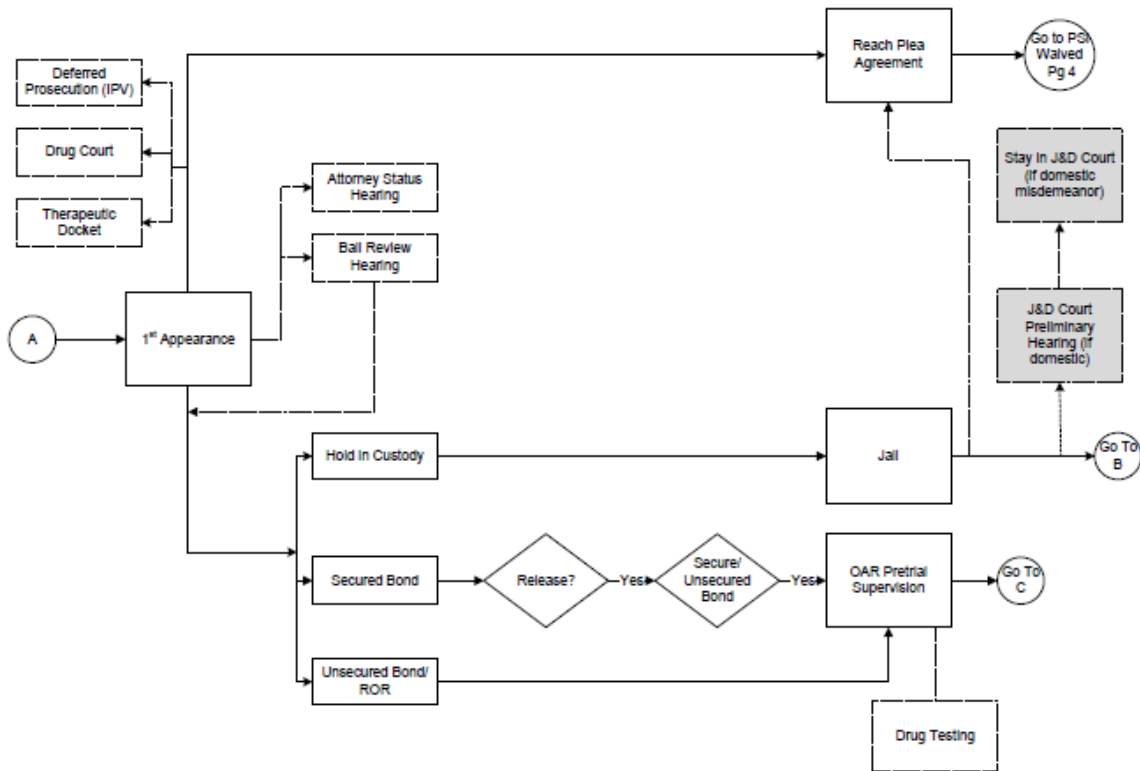 Reach Plea
Agreement
Go to PSI
Waived
Pg 4
Deferred
Prosecution (IPV)
Drug Court
Therapeutic
Docket
Attorney Status
Hearing
Bail Review
Hearing
Stay in J&D Court
(if domestic
misdemeanor)
A
1st Appearance
J&D Court
Preliminary
Hearing (if
domestic)
Hold in Custody
Jail
Go To
B
Secured Bond
Release?
Yes
Secure/
Unsecured
Bond
Yes
OAR Pretrial
Supervision
Go To
C
Unsecured Bond/
ROR
Drug Testing